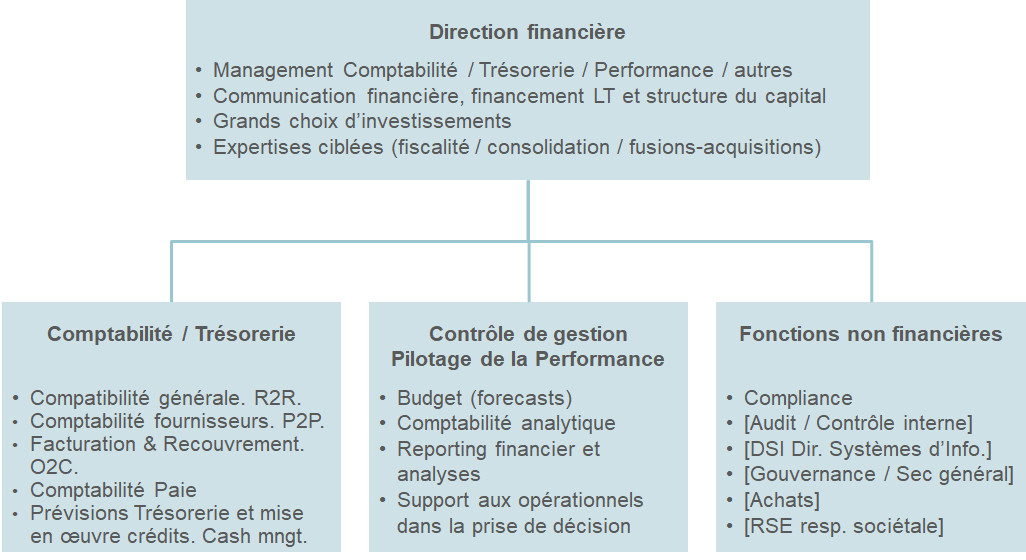 Direction financière
• Management Comptabilité / Trésorerie / Performance / autres
• Communication financière, financement LT et structure du capital
• Grands choix d’investissements
• Expertises ciblées (fiscalité / consolidation / fusions-acquisitions)
Comptabilité / Trésorerie
• Compatibilité générale. R2R.
• Comptabilité fournisseurs. P2P.
• Facturation & Recouvrement.
O2C.
• Comptabilité Paie
• Prévisions Trésorerie et mise
en œuvre crédits. Cash mngt.
Contrôle de gestion
Pilotage de la Performance
• Budget (forecasts)
• Comptabilité analytique
• Reporting financier et
analyses
• Support aux opérationnels
dans la prise de décision
Fonctions non financières
• Compliance
• [Audit / Contrôle interne]
• [DSI Dir. Systèmes d’Info.]
• [Gouvernance / Sec général]
• [Achats]
• [RSE resp. sociétale]